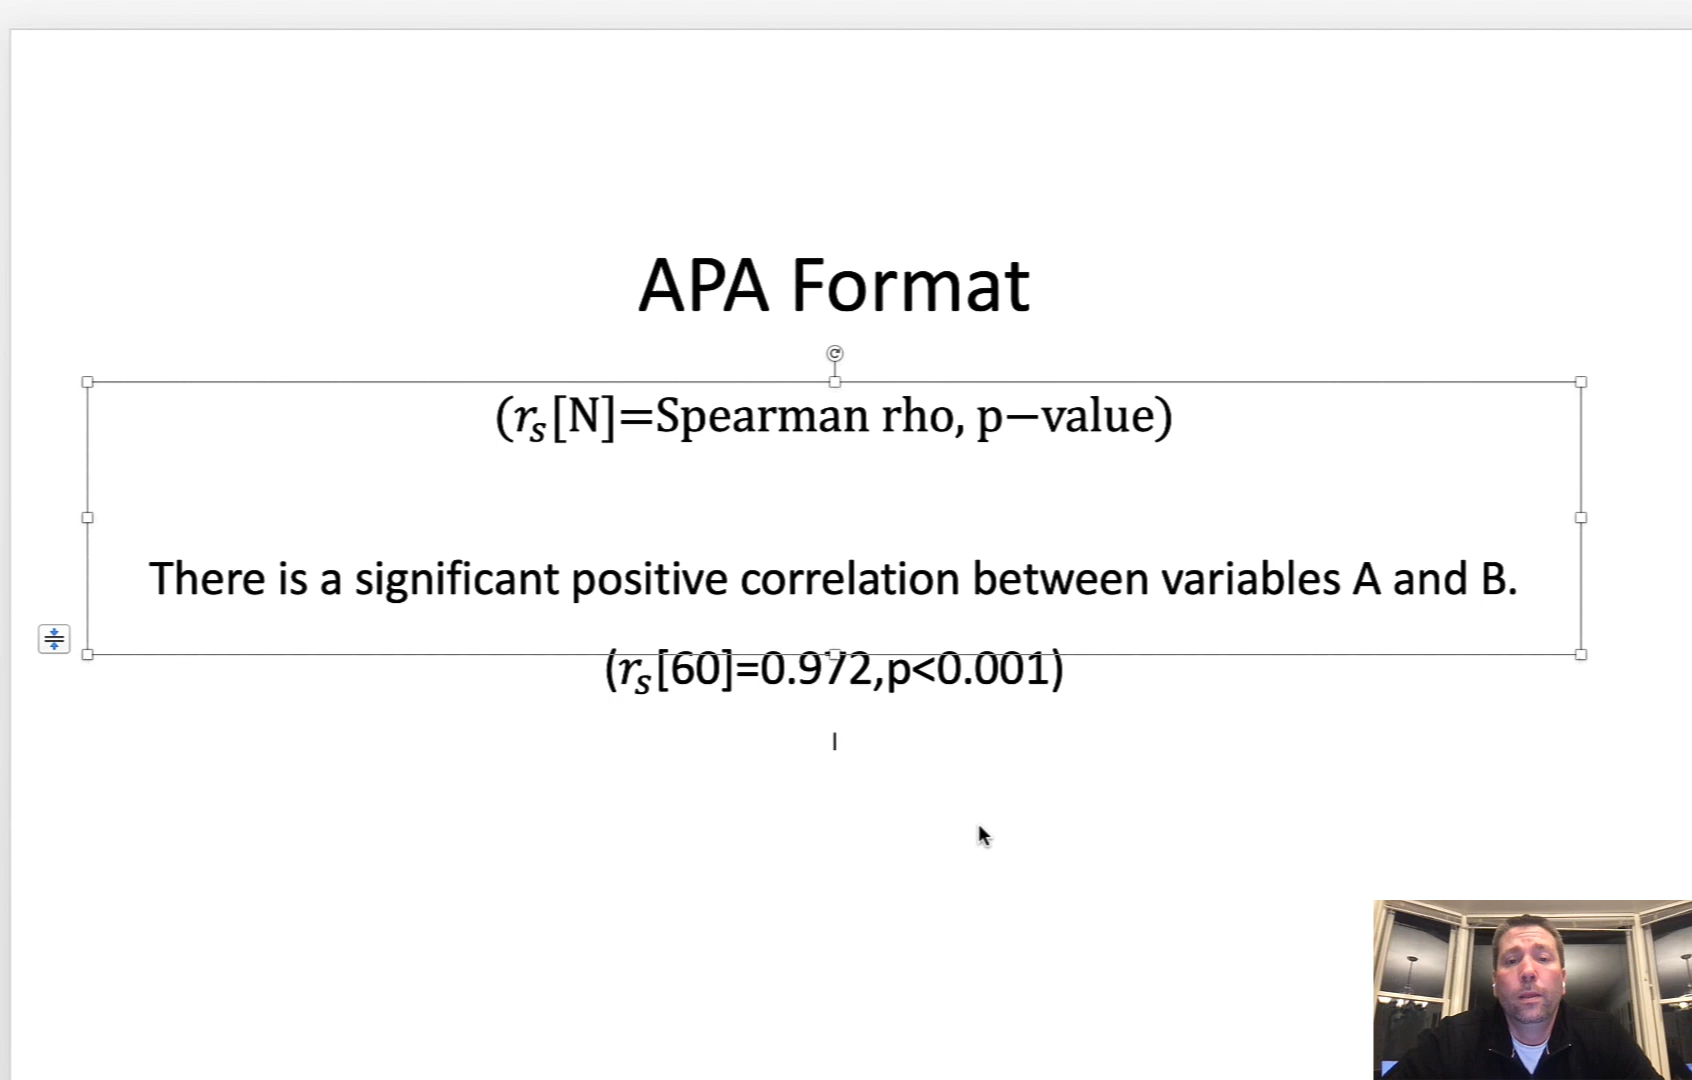 APA Format
(rₛ[N]=Spearman rho, p−value)
There is a significant positive correlation between variables A and B.
(rₛ[60]=0.972,p<0.001)